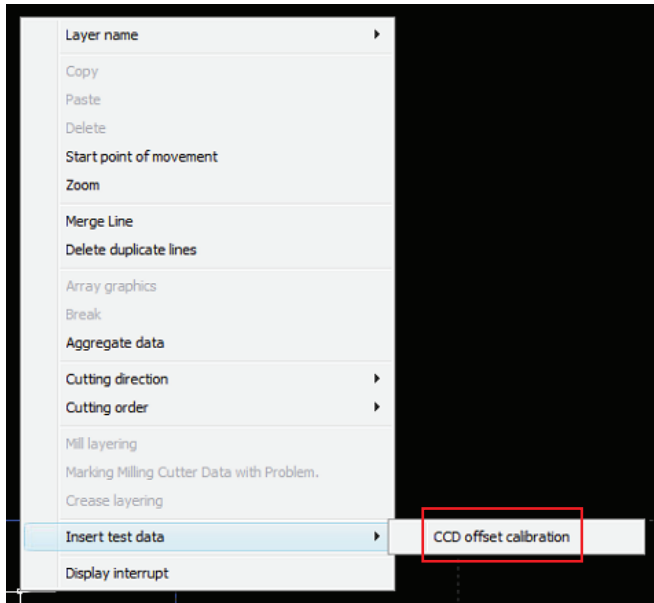 Layer name
Copy
Paste
Delete
Start point of movement
Zoom
Merge Line
Delete duplicate lines
Array graphics
Break
Aggregate data
Cutting direction
Cutting order
Mill layering
Marking Milling Cutter Data with Problem.
Crease layering
Insert test data
CCD offset calibration
Display interrupt